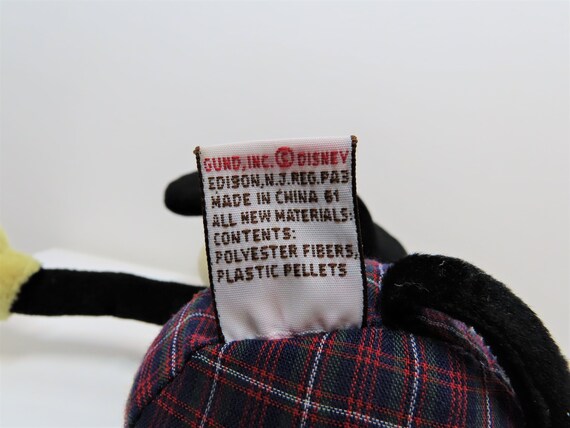 GUND, INC. © DISNEY
EDISON, N.J. REG. PA3
MADE IN CHINA 61
ALL NEW MATERIALS:
CONTENTS:
POLYESTER FIBERS,
PLASTIC PELLETS